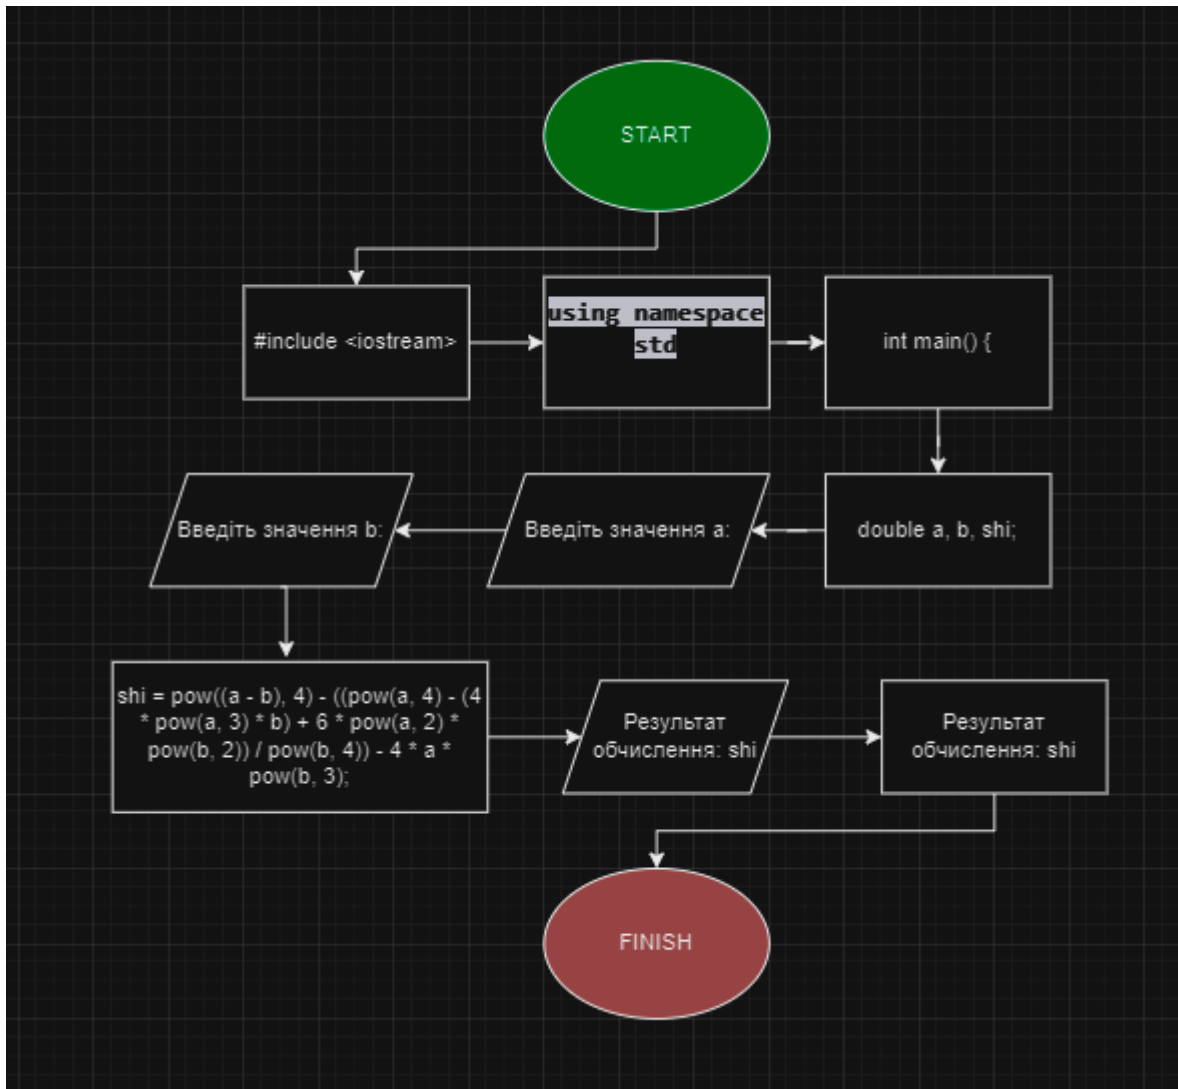 START
#include <iostream>
using namespace
std
int main() {
double a, b, shi;
Введіть значення a:
Введіть значення b:
shi = pow((a - b), 4) - ((pow(a, 4) - (4
* pow(a, 3) * b) + 6 * pow(a, 2) *
pow(b, 2)) / pow(b, 4)) - 4 * a *
pow(b, 3);
Результат
обчислення: shi
Результат
обчислення: shi
FINISH